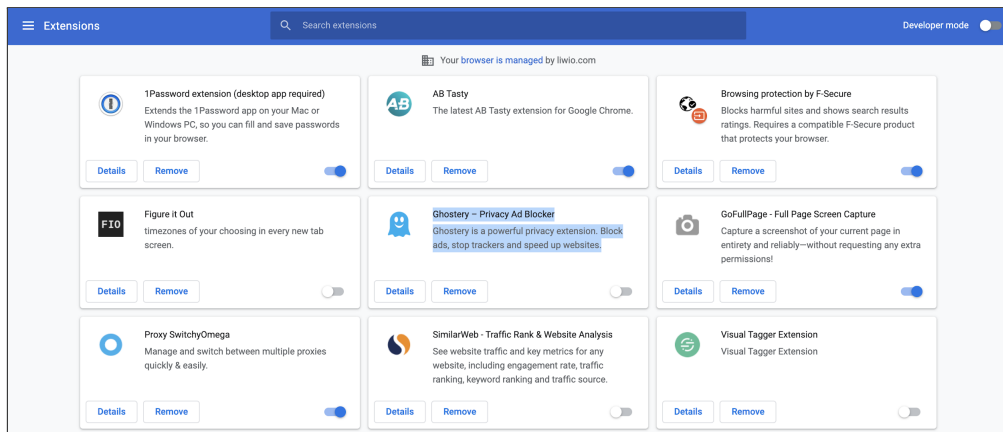 Extensions
Search extensions
Developer mode
Your browser is managed by liwio.com
1Password extension (desktop app required)
Extends the 1Password app on your Mac or
Windows PC, so you can fill and save passwords
in your browser.
Details Remove
AB
AB Tasty
The latest AB Tasty extension for Google Chrome.
Details Remove
Browsing protection by F-Secure
Blocks harmful sites and shows search results
ratings. Requires a compatible F-Secure product
that protects your browser.
Details Remove
FIO
Figure it Out
timezones of your choosing in every new tab
screen.
Details Remove
Ghostery – Privacy Ad Blocker
Ghostery is a powerful privacy extension. Block
ads, stop trackers and speed up websites.
Details Remove
GoFullPage - Full Page Screen Capture
Capture a screenshot of your current page in
entirety and reliably—without requesting any extra
permissions!
Details Remove
Proxy SwitchyOmega
Manage and switch between multiple proxies
quickly & easily.
Details Remove
SimilarWeb - Traffic Rank & Website Analysis
See website traffic and key metrics for any
website, including engagement rate, traffic
ranking, keyword ranking and traffic source.
Details Remove
Visual Tagger Extension
Visual Tagger Extension
Details Remove